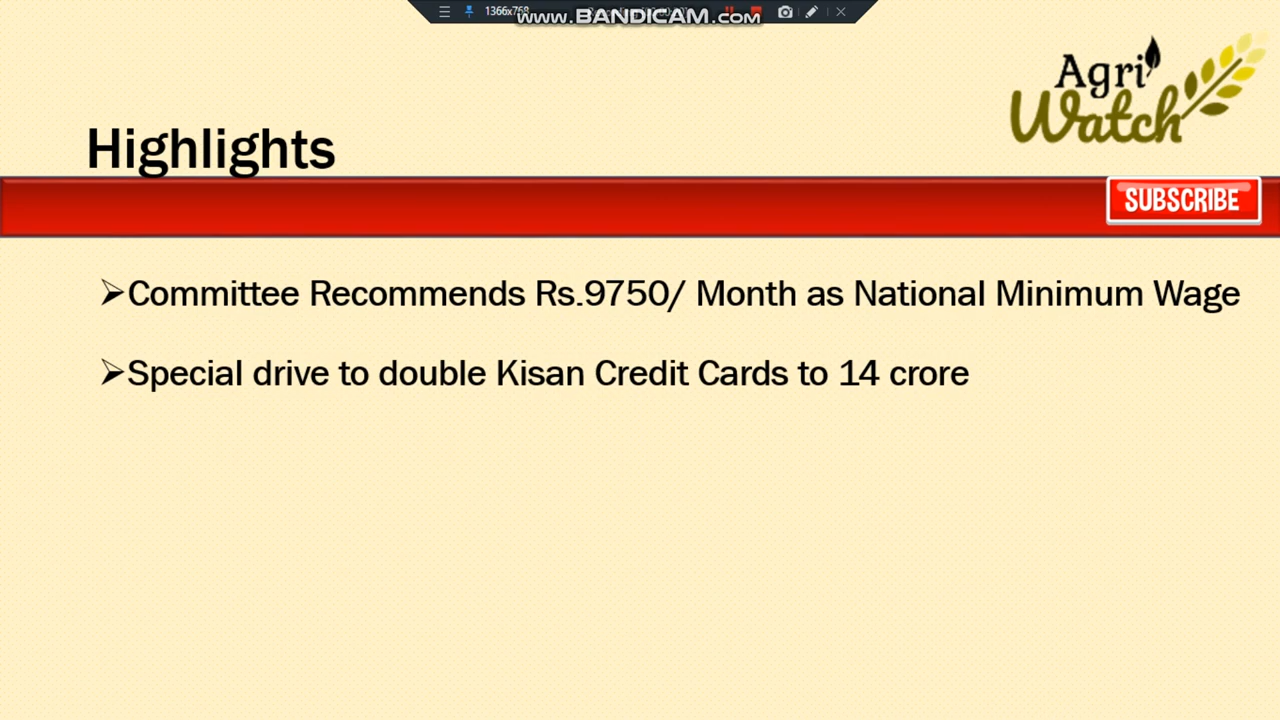 1366x768
www.BANDICAM.com
Agri
Watch
Highlights
SUBSCRIBE
➢Committee Recommends Rs.9750/ Month as National Minimum Wage
➢Special drive to double Kisan Credit Cards to 14 crore